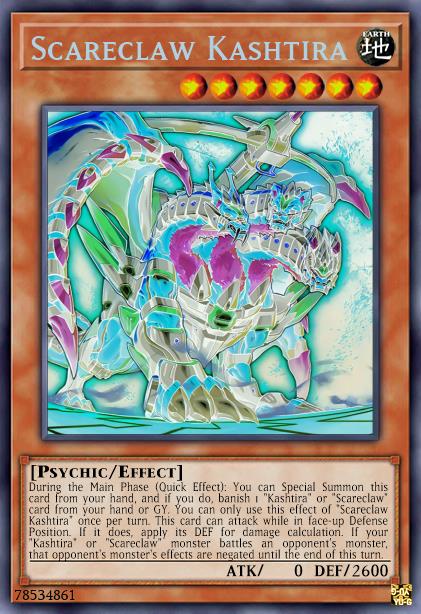 Scareclaw Kashtira
EARTH
地
[Psychic/Effect]
During the Main Phase (Quick Effect): You can Special Summon this
card from your hand, and if you do, banish 1 "Kashtira" or "Scareclaw"
card from your hand or GY. You can only use this effect of "Scareclaw
Kashtira" once per turn. This card can attack while in face-up Defense
Position. If it does, apply its DEF for damage calculation. If your
"Kashtira" or "Scareclaw" monster battles an opponent's monster,
that opponent's monster's effects are negated until the end of this turn.
ATK/ 0 DEF/2600
78534861